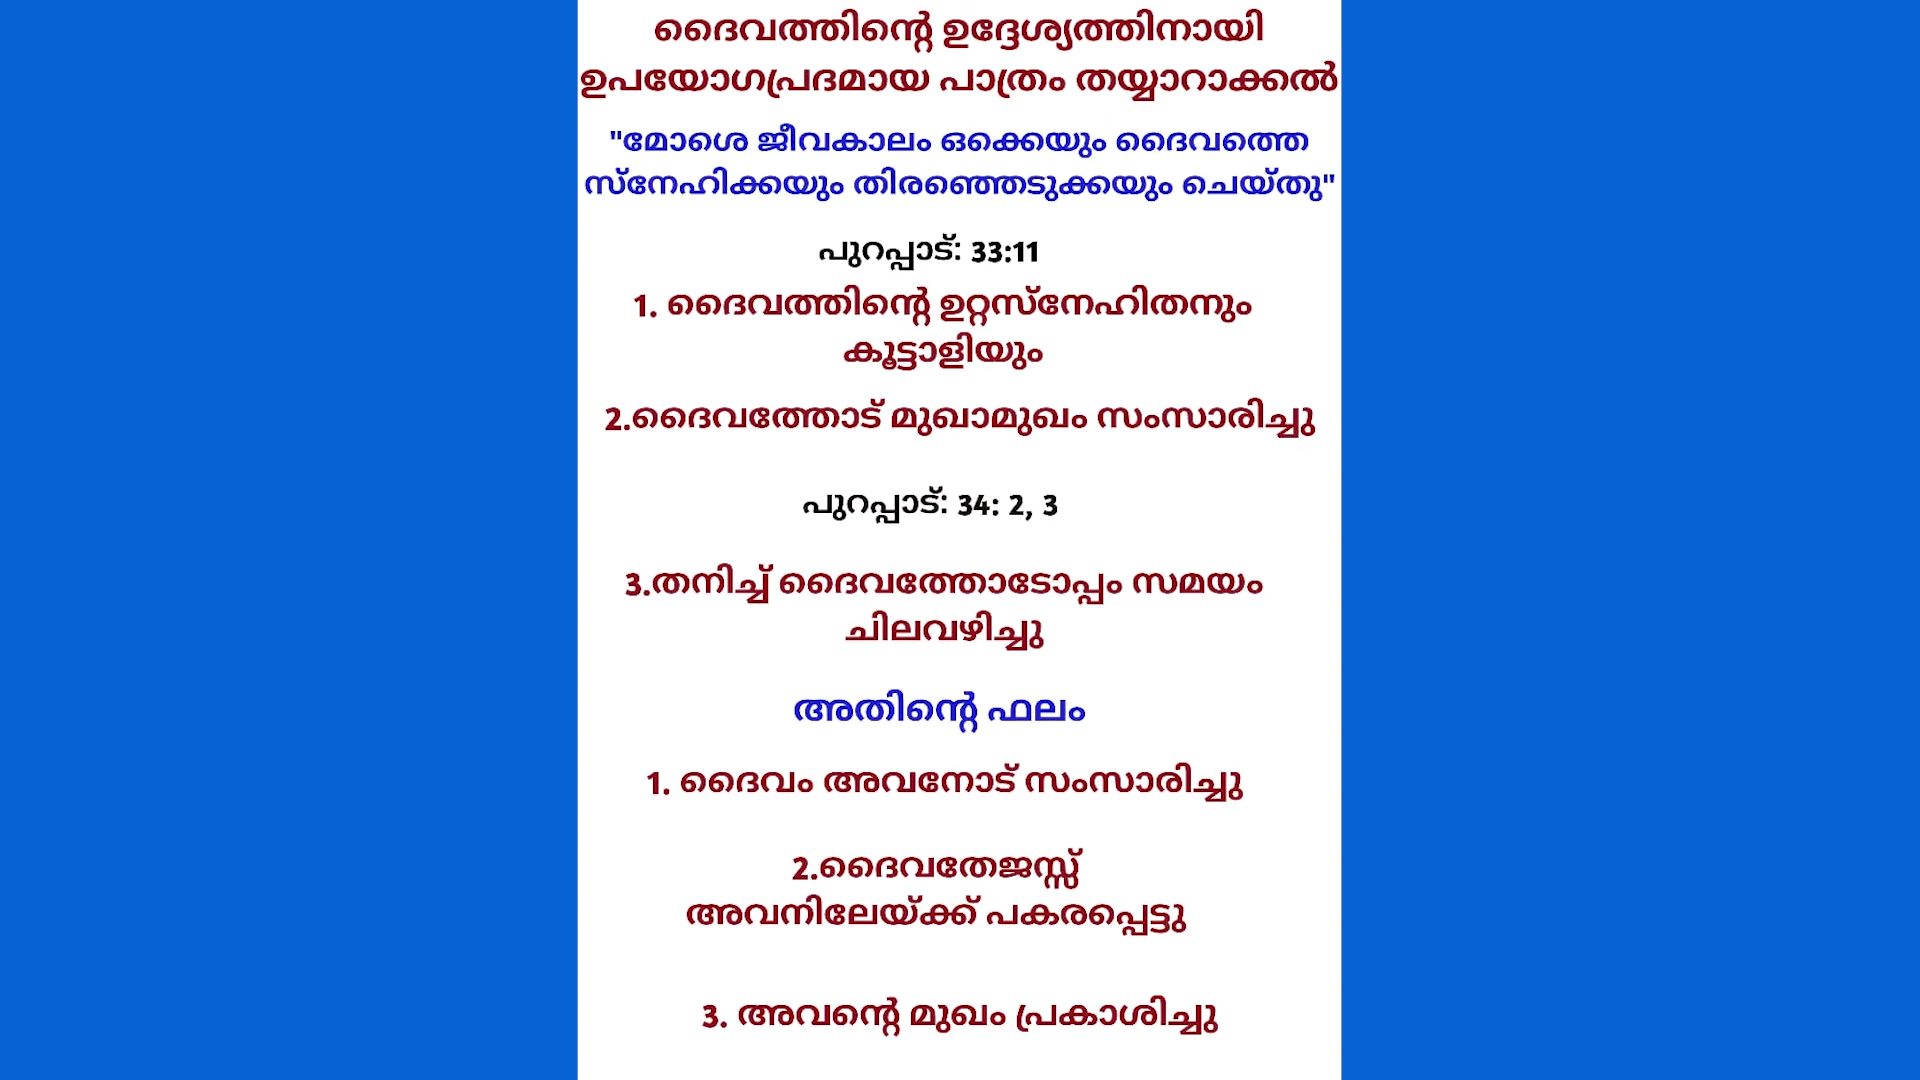 ദൈവത്തിന്റെ ഉദ്ദേശ്യത്തിനായി
ഉപയോഗപ്രദമായ പാത്രം തയ്യാറാക്കൽ
"മോശെ ജീവകാലം ഒക്കെയും ദൈവത്തെ
സ്നേഹിക്കയും തിരഞ്ഞെടുക്കയും ചെയ്തു"
പുറപ്പാട്: 33:11
1. ദൈവത്തിന്റെ ഉറ്റസ്നേഹിതനും
കൂട്ടാളിയും
2.ദൈവത്തോട് മുഖാമുഖം സംസാരിച്ചു
പുറപ്പാട്: 34: 2, 3
3.തനിച്ച് ദൈവത്തോടോപ്പം സമയം
ചിലവഴിച്ചു
അതിന്റെ ഫലം
1. ദൈവം അവനോട് സംസാരിച്ചു
2.ദൈവതേജസ്സ്
അവനിലേയ്ക്ക് പകരപ്പെട്ടു
3. അവന്റെ മുഖം പ്രകാശിച്ചു